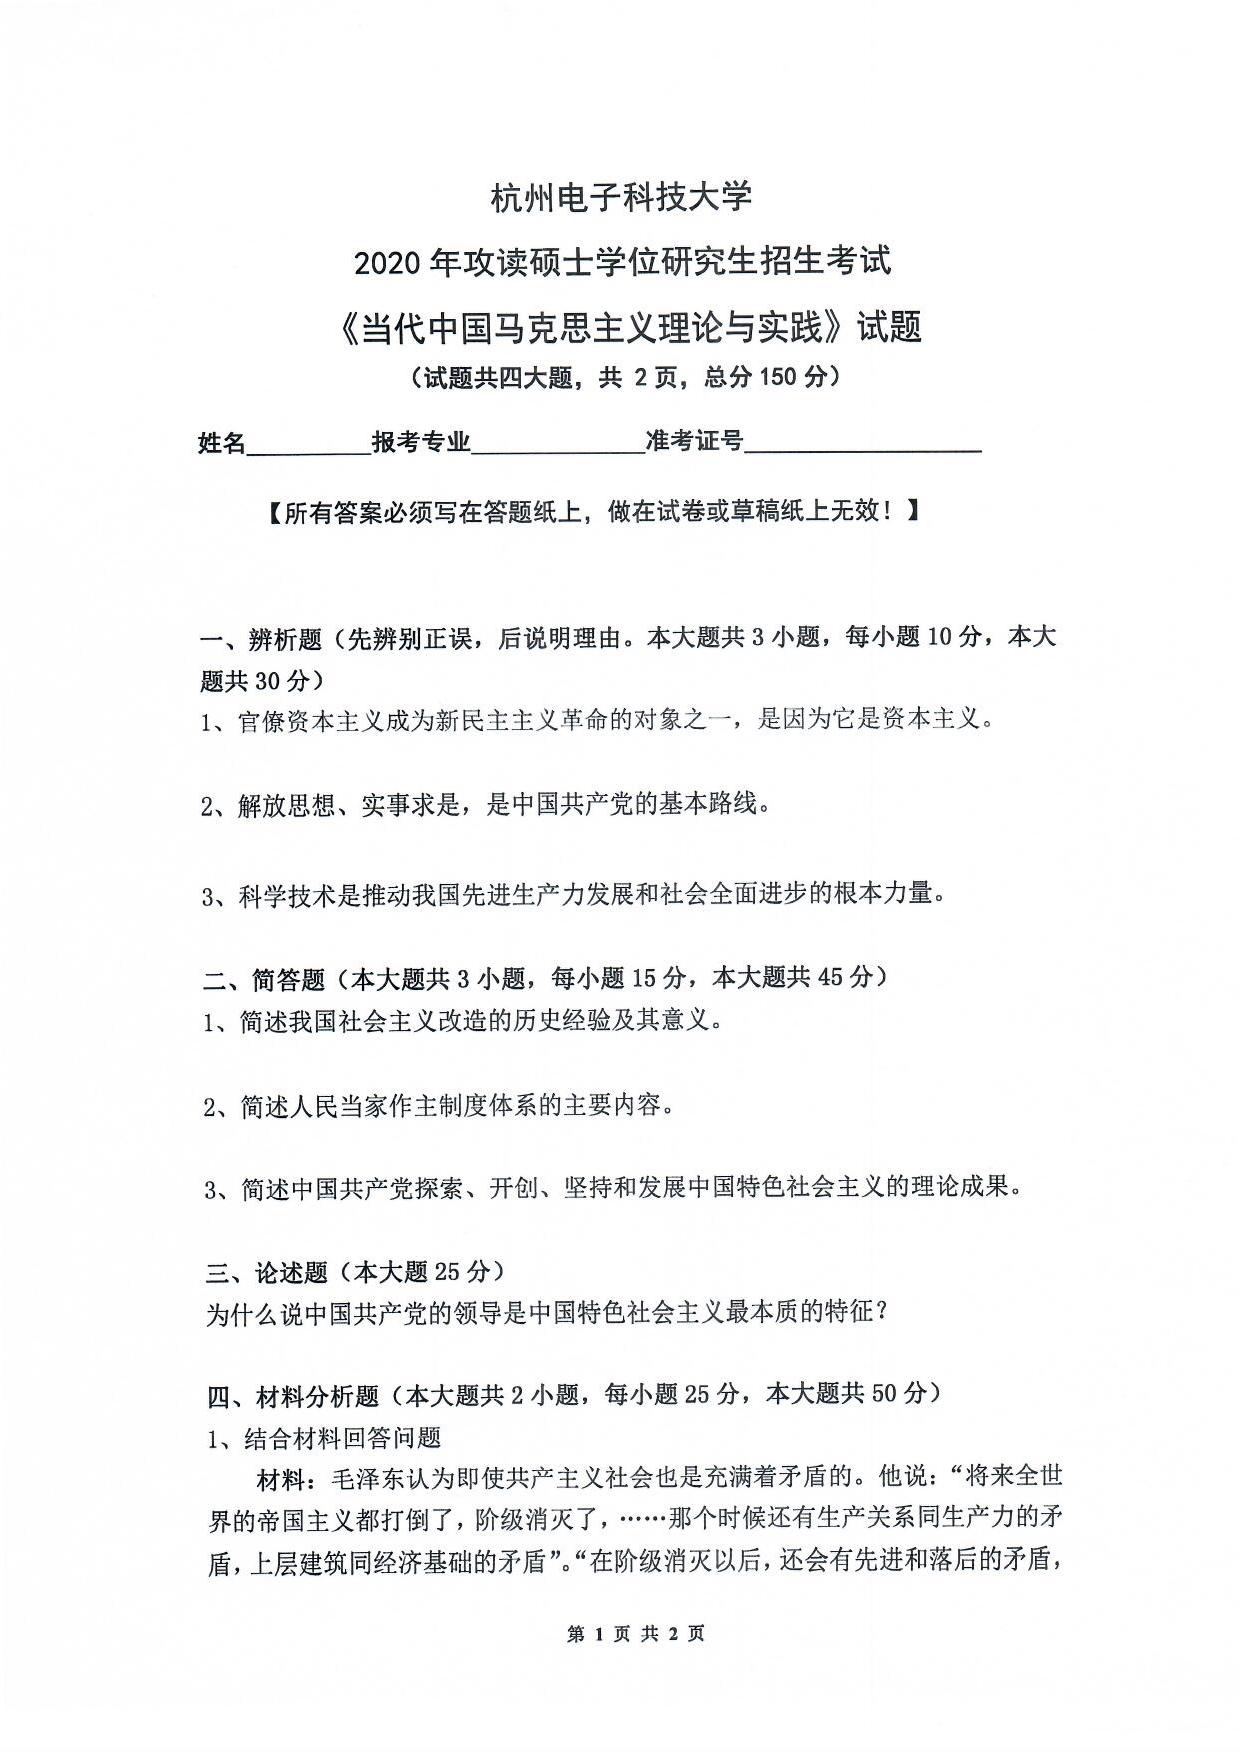 杭州电子科技大学
2020 年攻读硕士学位研究生招生考试
《当代中国马克思主义理论与实践》试题
（试题共四大题，共 2 页，总分 150 分）
姓名__________报考专业______________准考证号___________________
【所有答案必须写在答题纸上，做在试卷或草稿纸上无效！】
一、辨析题（先辨别正误，后说明理由。本大题共 3 小题，每小题 10 分，本大
题共 30 分）
1、官僚资本主义成为新民主主义革命的对象之一，是因为它是资本主义。
2、解放思想、实事求是，是中国共产党的基本路线。
3、科学技术是推动我国先进生产力发展和社会全面进步的根本力量。
二、简答题（本大题共 3 小题，每小题 15 分，本大题共 45 分）
1、简述我国社会主义改造的历史经验及其意义。
2、简述人民当家作主制度体系的主要内容。
3、简述中国共产党探索、开创、坚持和发展中国特色社会主义的理论成果。
三、论述题（本大题 25 分）
为什么说中国共产党的领导是中国特色社会主义最本质的特征？
四、材料分析题（本大题共 2 小题，每小题 25 分，本大题共 50 分）
1、结合材料回答问题
材料：毛泽东认为即使共产主义社会也是充满着矛盾的。他说：“将来全世
界的帝国主义都打倒了，阶级消灭了，……那个时候还有生产关系同生产力的矛
盾，上层建筑同经济基础的矛盾”。“在阶级消灭以后，还会有先进和落后的矛盾，
第 1 页 共 2 页